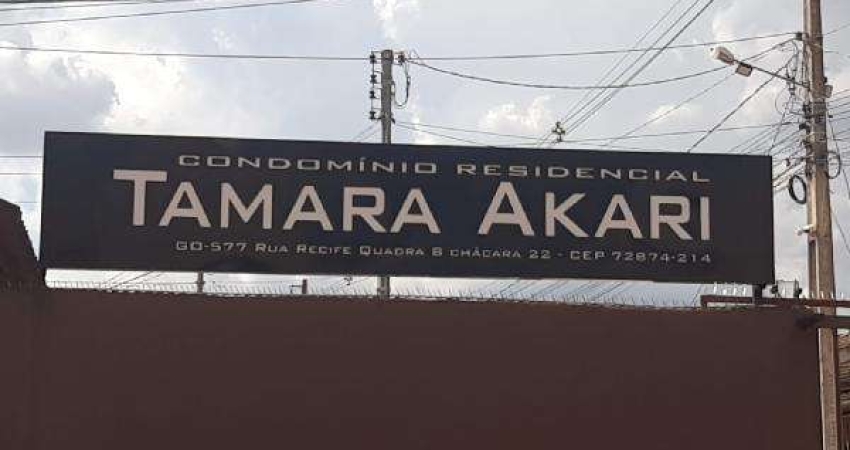 CONDOMÍNIO RESIDENCIAL
TAMARA AKARI
GO-577 RUA RECIFE QUADRA 8 CHÁCARA 22 - CEP 72874-214